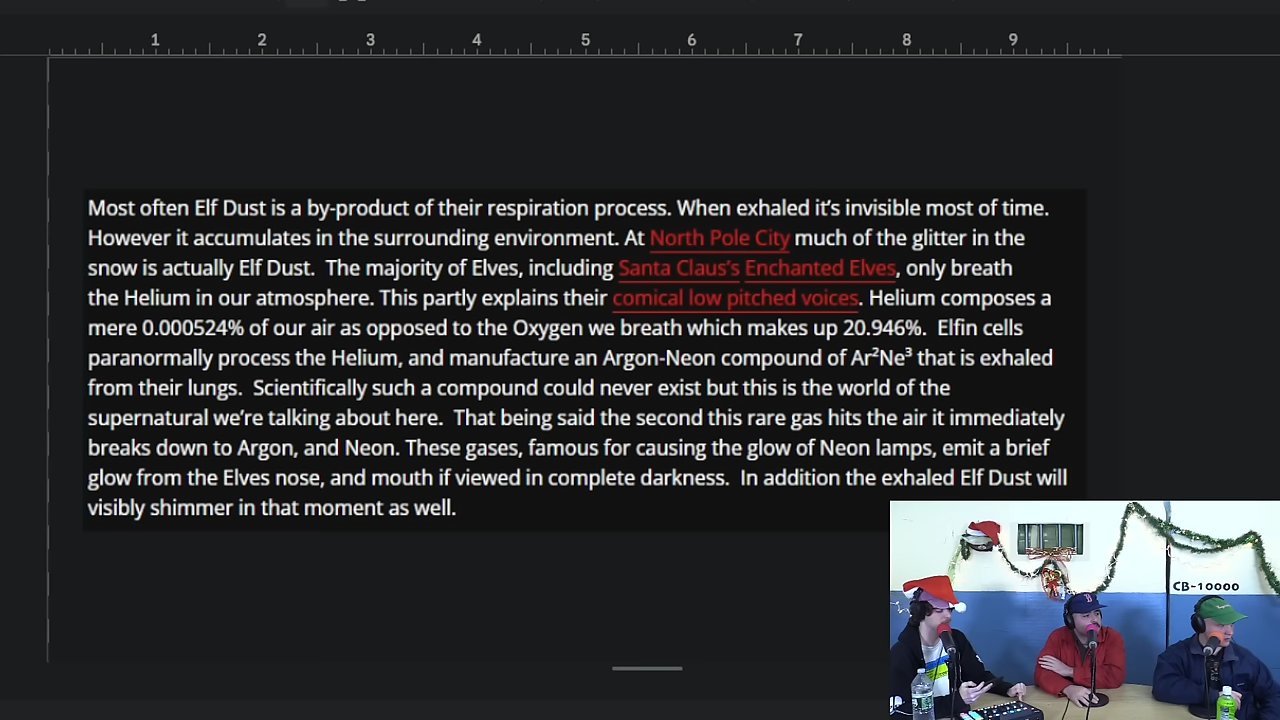 1 2 3 4 5 6 7 8 9
Most often Elf Dust is a by-product of their respiration process. When exhaled it’s invisible most of time.
However it accumulates in the surrounding environment. At North Pole City much of the glitter in the
snow is actually Elf Dust.  The majority of Elves, including Santa Claus’s Enchanted Elves, only breath
the Helium in our atmosphere. This partly explains their comical low pitched voices. Helium composes a
mere 0.000524% of our air as opposed to the Oxygen we breath which makes up 20.946%.  Elfin cells
paranormally process the Helium, and manufacture an Argon-Neon compound of Ar²Ne³ that is exhaled
from their lungs.  Scientifically such a compound could never exist but this is the world of the
supernatural we’re talking about here.  That being said the second this rare gas hits the air it immediately
breaks down to Argon, and Neon. These gases, famous for causing the glow of Neon lamps, emit a brief
glow from the Elves nose, and mouth if viewed in complete darkness.  In addition the exhaled Elf Dust will
visibly shimmer in that moment as well.
CB-10000